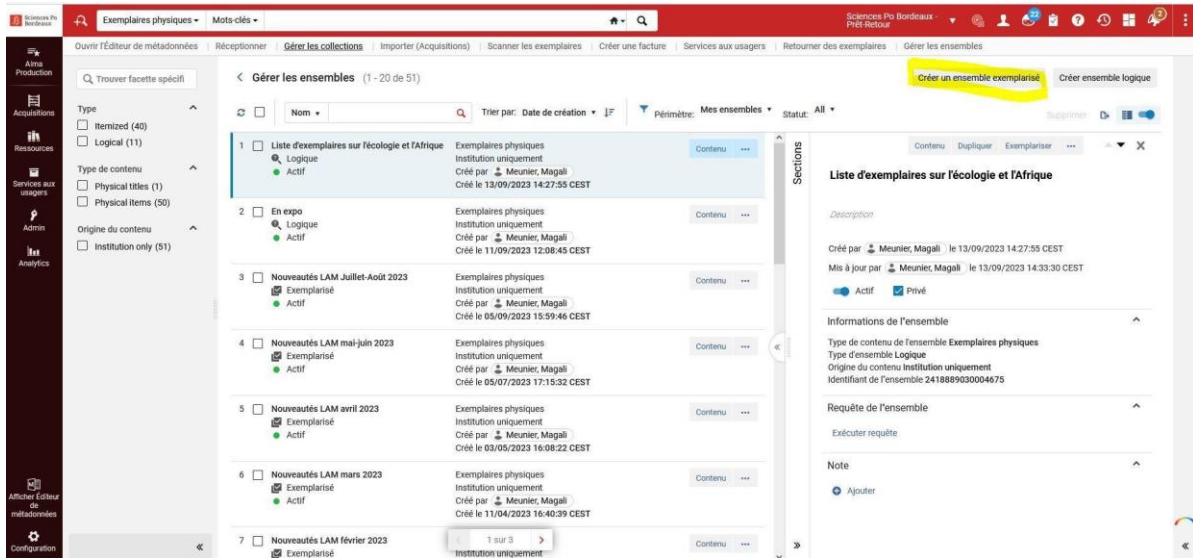 Sciences Po
Bordeaux
Exemplaires physiques
Mots-clés
Sciences Po Bordeaux -
Prêt-Retour
22
2
Ouvrir l'Éditeur de métadonnées | Réceptionner | Gérer les collections | Importer (Acquisitions) | Scanner les exemplaires | Créer une facture | Services aux usagers | Retourner des exemplaires | Gérer les ensembles
Alma
Production
Acquisitions
Ressources
Services aux
usagers
Admin
Analytics
Afficher Éditeur
de
métadonnées
Configuration
Trouver facette spécifi
Type
Itemized (40)
Logical (11)
Type de contenu
Physical titles (1)
Physical items (50)
Origine du contenu
Institution only (51)
Gérer les ensembles (1 - 20 de 51)
Créer un ensemble exemplarisé
Créer ensemble logique
Nom
Trier par: Date de création
Périmètre: Mes ensembles
Statut: All
Supprimer
1 Liste d'exemplaires sur l'écologie et l'Afrique
Logique
Actif
Exemplaires physiques
Institution uniquement
Créé par Meunier, Magali
Créé le 13/09/2023 14:27:55 CEST
Contenu
2 En expo
Logique
Actif
Exemplaires physiques
Institution uniquement
Créé par Meunier, Magali
Créé le 11/09/2023 12:08:45 CEST
Contenu
3 Nouveautés LAM Juillet-Août 2023
Exemplarisé
Actif
Exemplaires physiques
Institution uniquement
Créé par Meunier, Magali
Créé le 05/09/2023 15:59:46 CEST
Contenu
4 Nouveautés LAM mai-juin 2023
Exemplarisé
Actif
Exemplaires physiques
Institution uniquement
Créé par Meunier, Magali
Créé le 05/07/2023 17:15:32 CEST
Contenu
5 Nouveautés LAM avril 2023
Exemplarisé
Actif
Exemplaires physiques
Institution uniquement
Créé par Meunier, Magali
Créé le 03/05/2023 16:08:22 CEST
Contenu
6 Nouveautés LAM mars 2023
Exemplarisé
Actif
Exemplaires physiques
Institution uniquement
Créé par Meunier, Magali
Créé le 11/04/2023 16:40:39 CEST
Contenu
7 Nouveautés LAM février 2023
Exemplarisé
Exemplaires physiques
Institution uniquement
Contenu
1 sur 3
Sections
Contenu Dupliquer Exemplariser
Liste d'exemplaires sur l'écologie et l'Afrique
Description
Créé par Meunier, Magali le 13/09/2023 14:27:55 CEST
Mis à jour par Meunier, Magali le 13/09/2023 14:33:30 CEST
Actif Privé
Informations de l''ensemble
Type de contenu de l'ensemble Exemplaires physiques
Type d'ensemble Logique
Origine du contenu Institution uniquement
Identifiant de l''ensemble 2418889030004675
Requête de l''ensemble
Exécuter requête
Note
Ajouter